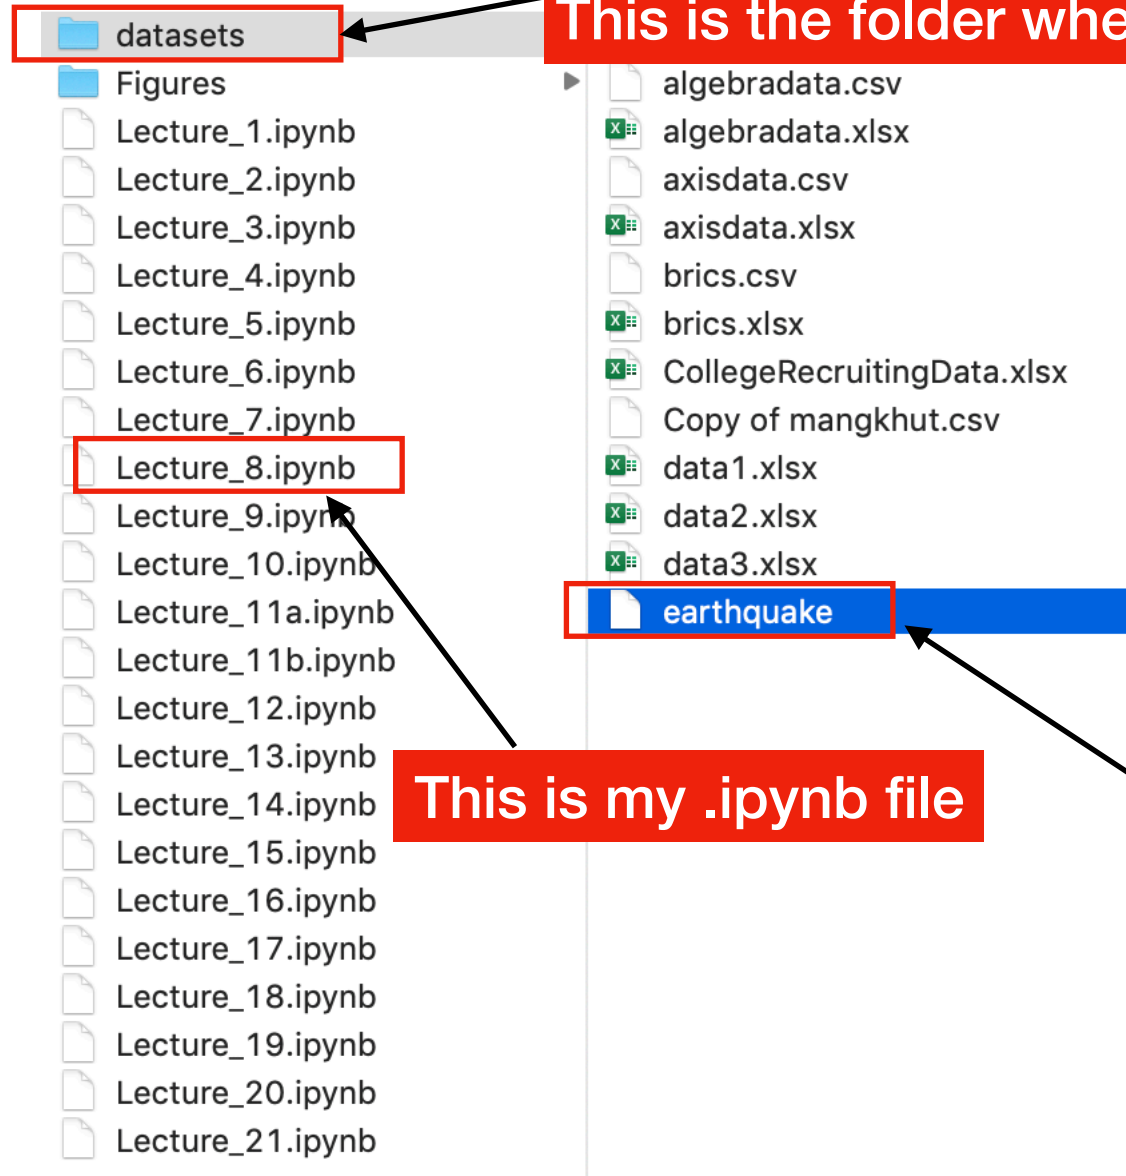 This is the folder whe
datasets
Figures
Lecture_1.ipynb
Lecture_2.ipynb
Lecture_3.ipynb
Lecture_4.ipynb
Lecture_5.ipynb
Lecture_6.ipynb
Lecture_7.ipynb
Lecture_8.ipynb
Lecture_9.ipynb
Lecture_10.ipynb
Lecture_11a.ipynb
Lecture_11b.ipynb
Lecture_12.ipynb
Lecture_13.ipynb
Lecture_14.ipynb
Lecture_15.ipynb
Lecture_16.ipynb
Lecture_17.ipynb
Lecture_18.ipynb
Lecture_19.ipynb
Lecture_20.ipynb
Lecture_21.ipynb
algebradata.csv
algebradata.xlsx
axisdata.csv
axisdata.xlsx
brics.csv
brics.xlsx
CollegeRecruitingData.xlsx
Copy of mangkhut.csv
data1.xlsx
data2.xlsx
data3.xlsx
earthquake
This is my .ipynb file